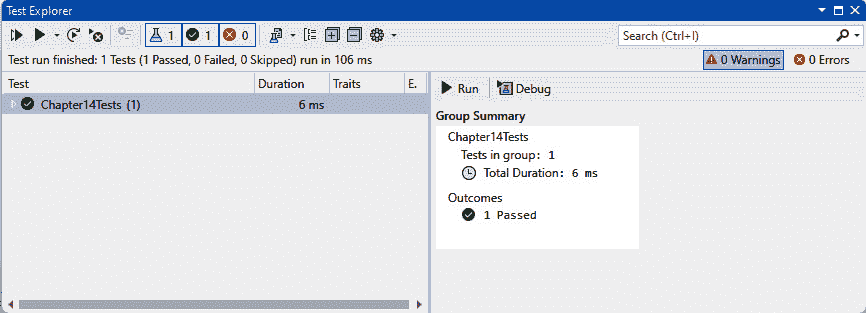 Test Explorer
1 1 0 Search (Ctrl+I)
Test run finished: 1 Tests (1 Passed, 0 Failed, 0 Skipped) run in 106 ms 0 Warnings 0 Errors
Test Duration Traits E. Run Debug
Chapter14Tests (1) 6 ms
Group Summary
Chapter14Tests
Tests in group: 1
Total Duration: 6 ms
Outcomes
1 Passed